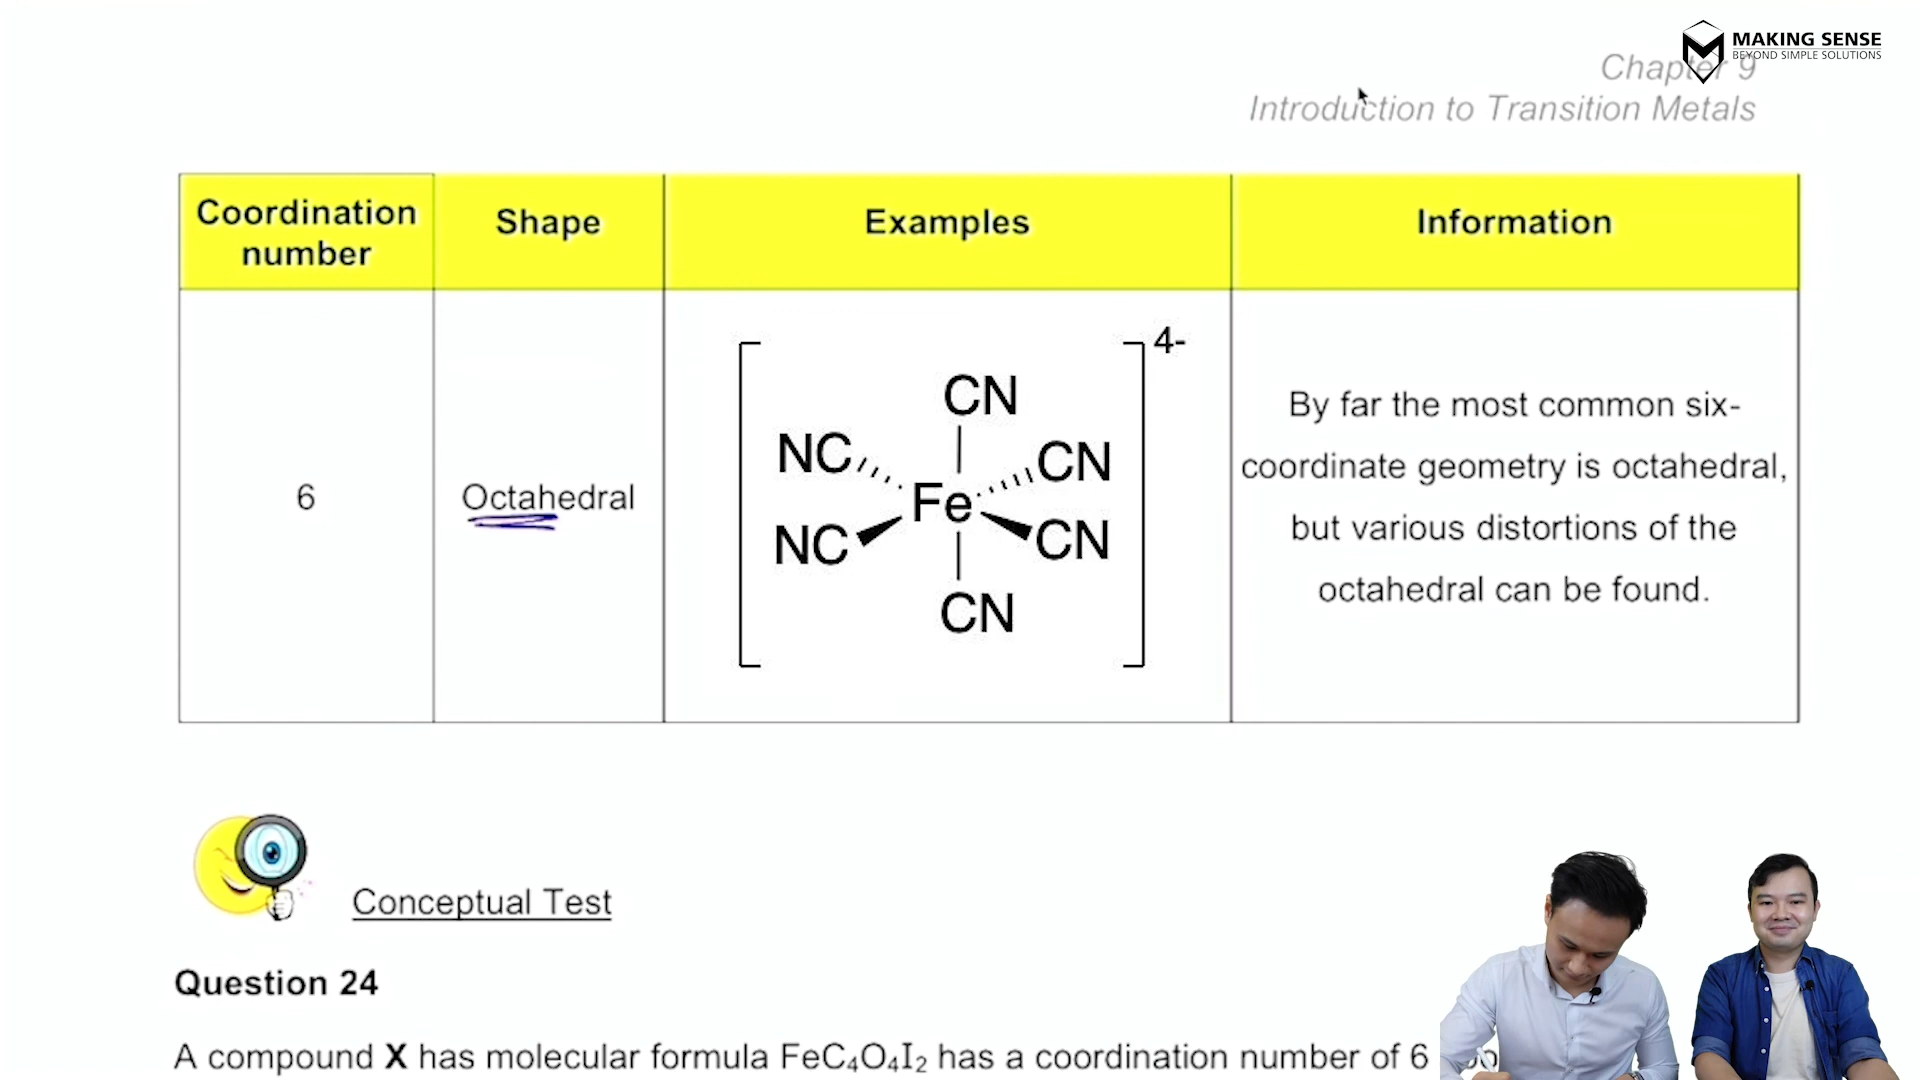 MAKING SENSE
BEYOND SIMPLE SOLUTIONS
Chapter 9
Introduction to Transition Metals
Coordination number
Shape
Examples
Information
6
Octahedral
4-
CN
NC
CN
Fe
NC
CN
CN
By far the most common six-
coordinate geometry is octahedral,
but various distortions of the
octahedral can be found.
Conceptual Test
Question 24
A compound X has molecular formula FeC₄O₄I₂ has a coordination number of 6